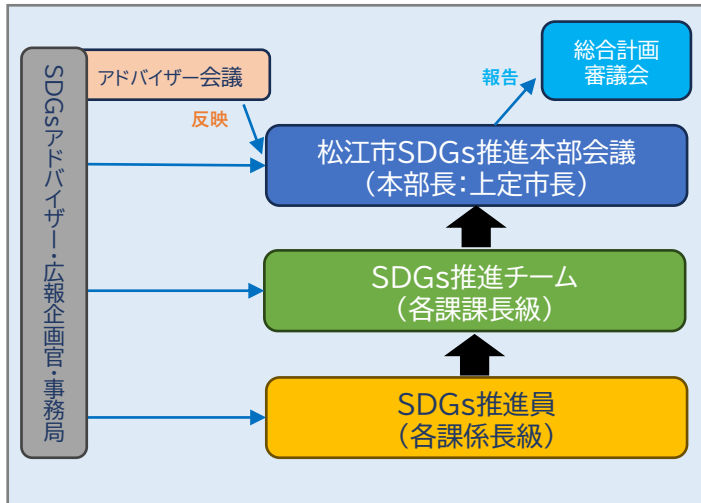 SDGsアドバイザー・広報企画官・事務局
アドバイザー会議
反映
報告
総合計画
審議会
松江市SDGs推進本部会議
（本部長：上定市長）
SDGs推進チーム
（各課課長級）
SDGs推進員
（各課係長級）